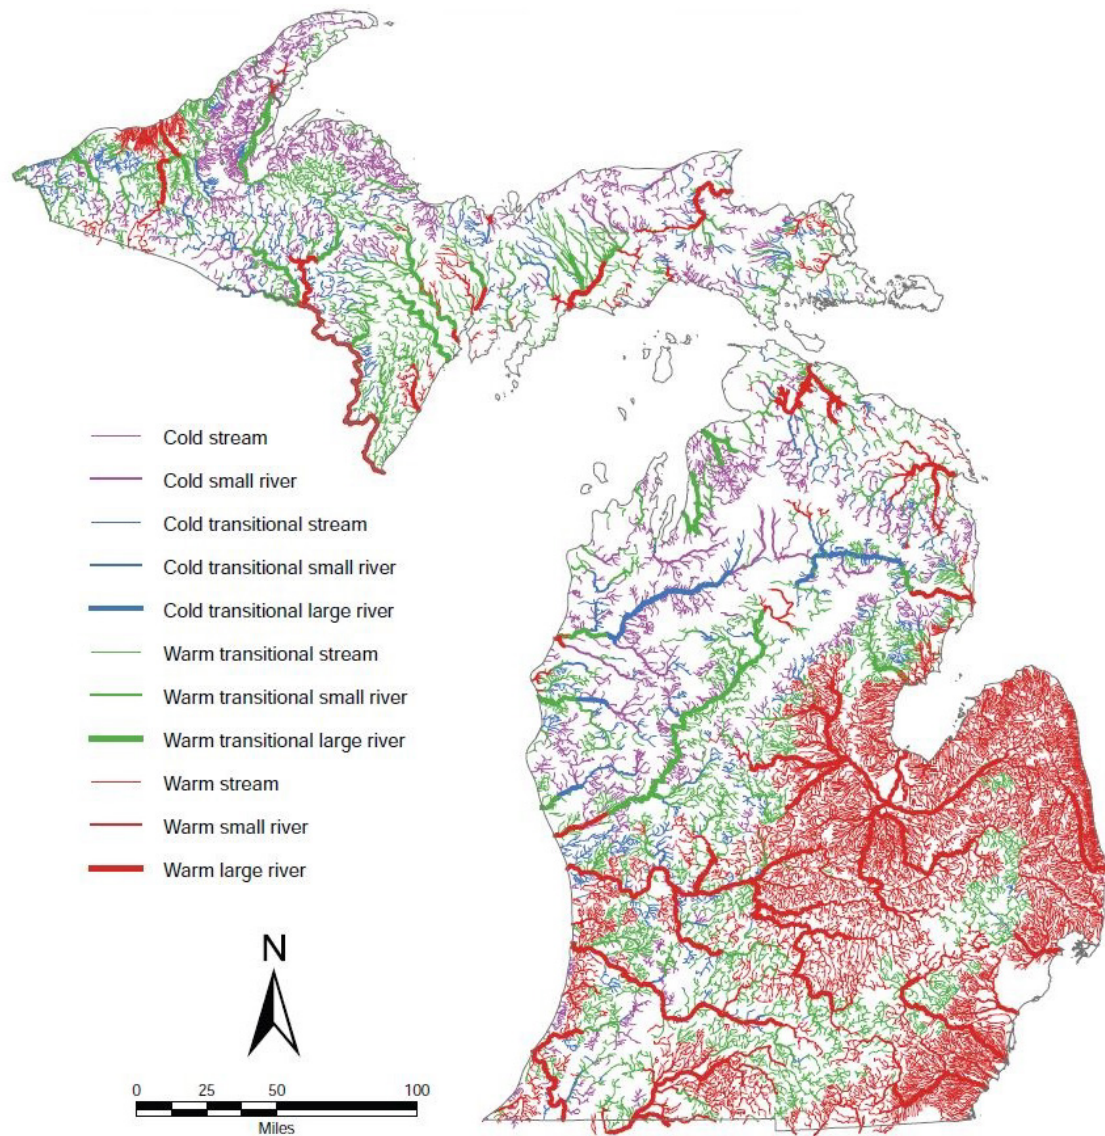 Cold stream
Cold small river
Cold transitional stream
Cold transitional small river
Cold transitional large river
Warm transitional stream
Warm transitional small river
Warm transitional large river
Warm stream
Warm small river
Warm large river
N
0 25 50 100
Miles